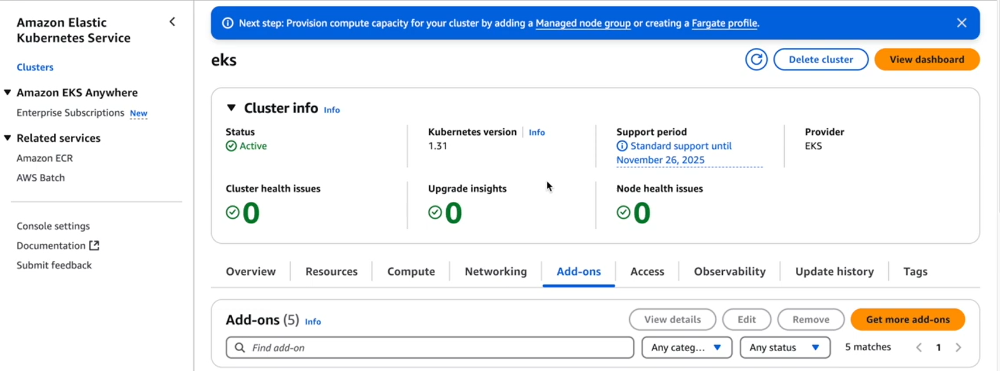 Amazon Elastic
Kubernetes Service
Clusters
Amazon EKS Anywhere
Enterprise Subscriptions New
Related services
Amazon ECR
AWS Batch
Console settings
Documentation
Submit feedback
Next step: Provision compute capacity for your cluster by adding a Managed node group or creating a Fargate profile.
eks
Delete cluster
View dashboard
Cluster info Info
Status
Active
Kubernetes version Info
1.31
Support period
Standard support until
November 26, 2025
Provider
EKS
Cluster health issues
0
Upgrade insights
0
Node health issues
0
Overview Resources Compute Networking Add-ons Access Observability Update history Tags
Add-ons (5) Info
View details Edit Remove Get more add-ons
Find add-on Any categ... Any status 5 matches 1